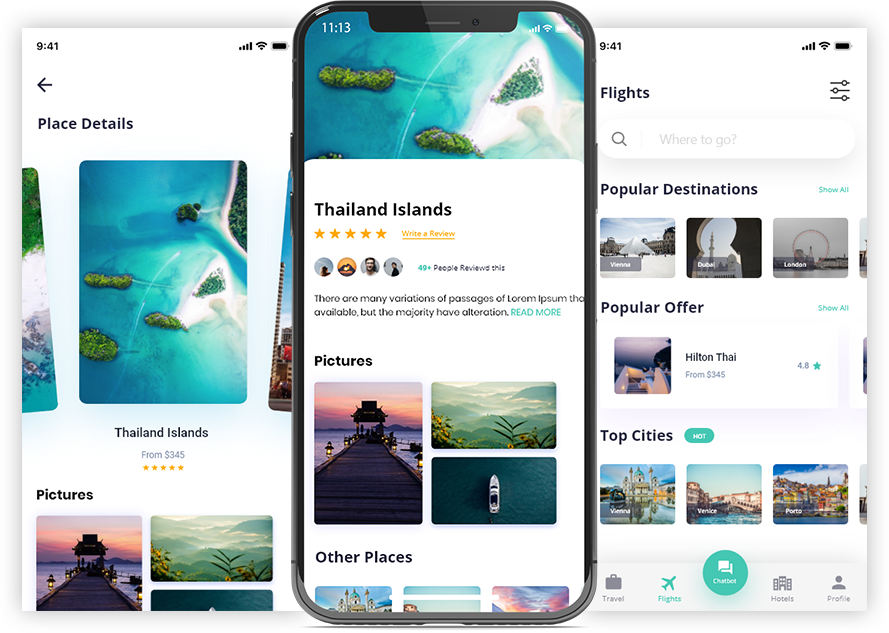 9:41
Place Details
Thailand Islands
From $345
Pictures
11:13
Thailand Islands
Write a Review
49+ People Reviewd this
There are many variations of passages of Lorem Ipsum tha
available, but the majority have alteration. READ MORE
Pictures
Other Places
9:41
Flights
Where to go?
Popular Destinations
Show All
Vienna
Dubai
London
Popular Offer
Show All
Hilton Thai
From $345
4.8
Top Cities
HOT
Vienna
Venice
Porto
Travel
Flights
Chatbot
Hotels
Profile